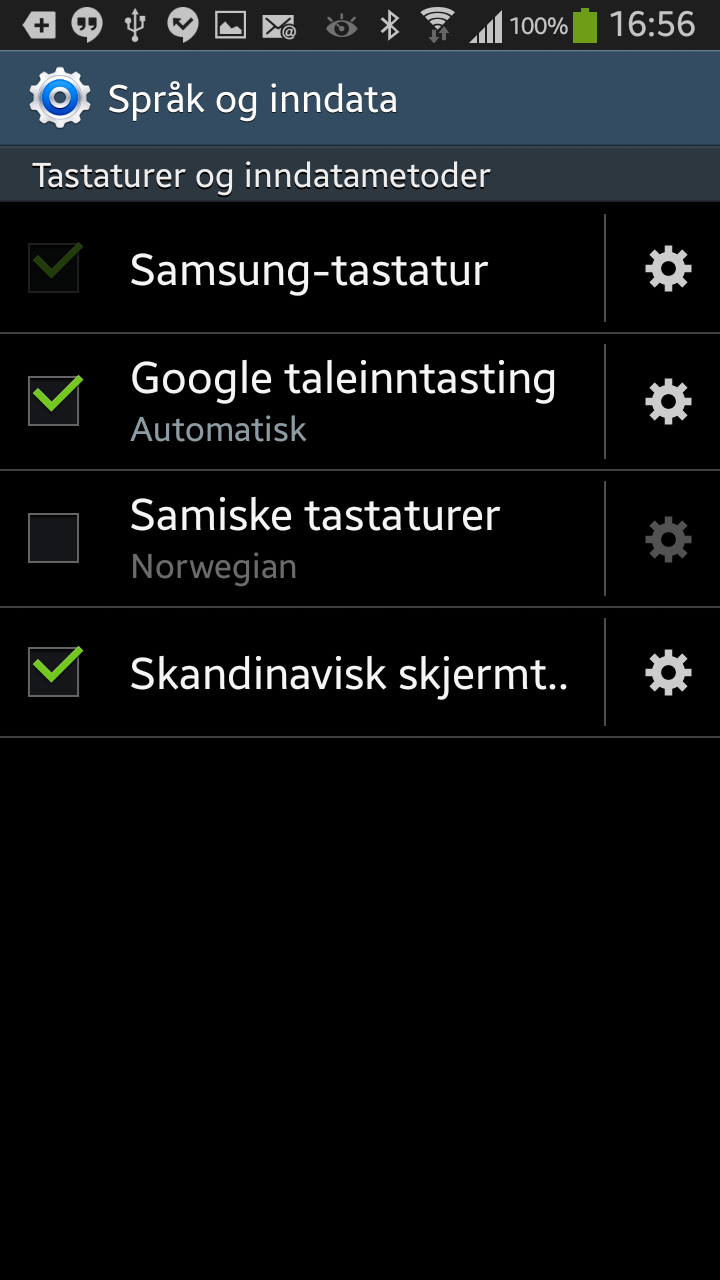 100% 16:56
Språk og inndata
Tastaturer og inndatametoder
Samsung-tastatur
Google taleinntasting
Automatisk
Samiske tastaturer
Norwegian
Skandinavisk skjermt..